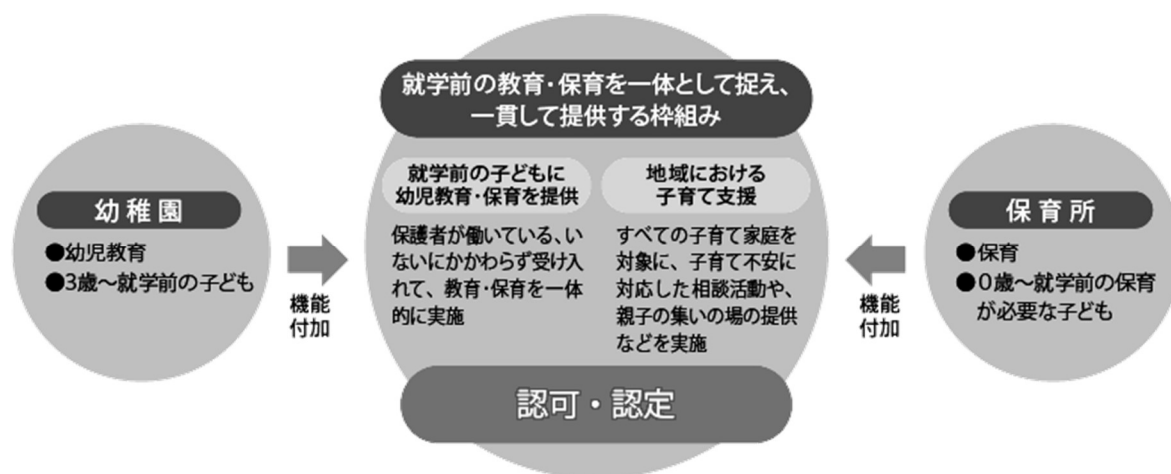 就学前の教育・保育を一体として捉え、
一貫して提供する枠組み
幼稚園
●幼児教育
●3歳～就学前の子ども
機能
付加
就学前の子どもに
幼児教育・保育を提供
保護者が働いている、い
ないにかかわらず受け入
れて、教育・保育を一体
的に実施
地域における
子育て支援
すべての子育て家庭を
対象に、子育て不安に
対応した相談活動や、
親子の集いの場の提供
などを実施
認可・認定
機能
付加
保育所
●保育
●0歳～就学前の保育
が必要な子ども